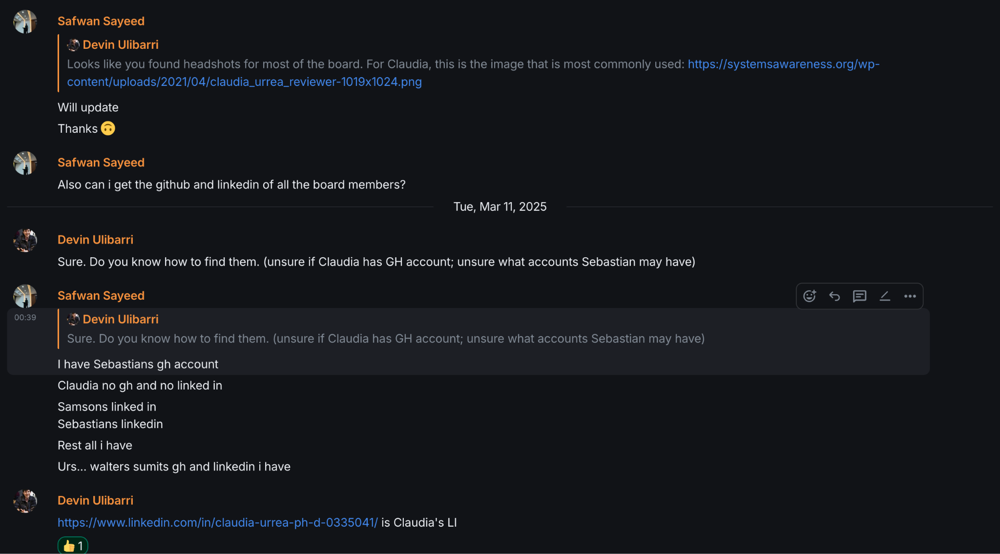 Safwan Sayeed
Devin Ulibarri
Looks like you found headshots for most of the board. For Claudia, this is the image that is most commonly used: https://systemsawareness.org/wp-
content/uploads/2021/04/claudia_urrea_reviewer-1019x1024.png
Will update
Thanks 🙃
Safwan Sayeed
Also can i get the github and linkedin of all the board members?
Tue, Mar 11, 2025
Devin Ulibarri
Sure. Do you know how to find them. (unsure if Claudia has GH account; unsure what accounts Sebastian may have)
Safwan Sayeed
00:39
Devin Ulibarri
Sure. Do you know how to find them. (unsure if Claudia has GH account; unsure what accounts Sebastian may have)
I have Sebastians gh account
Claudia no gh and no linked in
Samsons linked in
Sebastians linkedin
Rest all i have
Urs... walters sumits gh and linkedin i have
Devin Ulibarri
https://www.linkedin.com/in/claudia-urrea-ph-d-0335041/ is Claudia's LI
👍 1